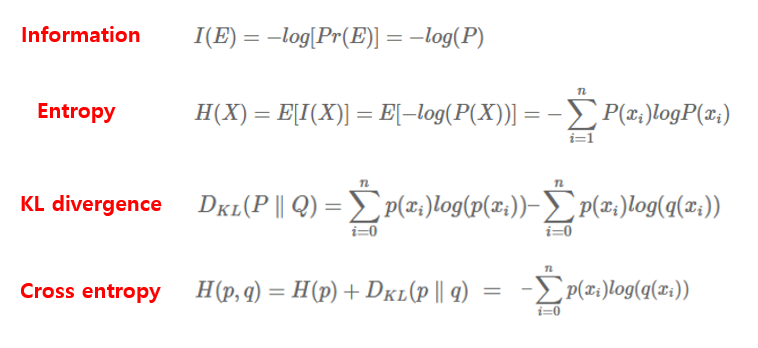 Information I(E) = −log[Pr(E)] = −log(P)
Entropy H(X) = E[I(X)] = E[−log(P(X))] = − ∑_{i=1}^{n} P(x_i)logP(x_i)
KL divergence D_{KL}(P ∥ Q) = ∑_{i=0}^{n} p(x_i)log(p(x_i))− ∑_{i=0}^{n} p(x_i)log(q(x_i))
Cross entropy H(p, q) = H(p) + D_{KL}(p ∥ q) = −∑_{i=0}^{n} p(x_i)log(q(x_i))